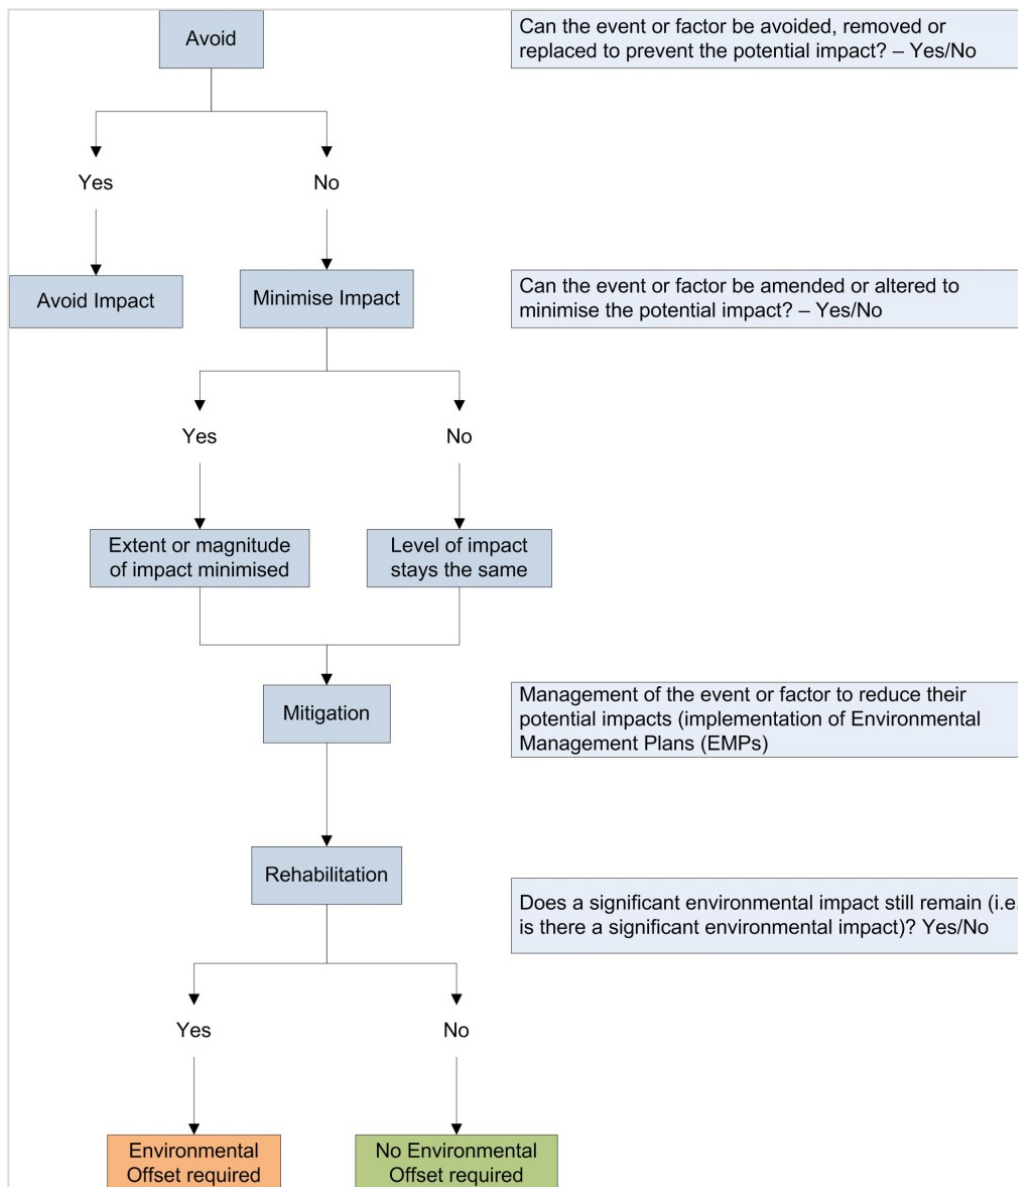 Avoid
Can the event or factor be avoided, removed or
replaced to prevent the potential impact? – Yes/No
Yes
No
Avoid Impact
Minimise Impact
Can the event or factor be amended or altered to
minimise the potential impact? – Yes/No
Yes
No
Extent or magnitude
of impact minimised
Level of impact
stays the same
Mitigation
Management of the event or factor to reduce their
potential impacts (implementation of Environmental
Management Plans (EMPs)
Rehabilitation
Does a significant environmental impact still remain (i.e.
is there a significant environmental impact)? Yes/No
Yes
No
Environmental
Offset required
No Environmental
Offset required